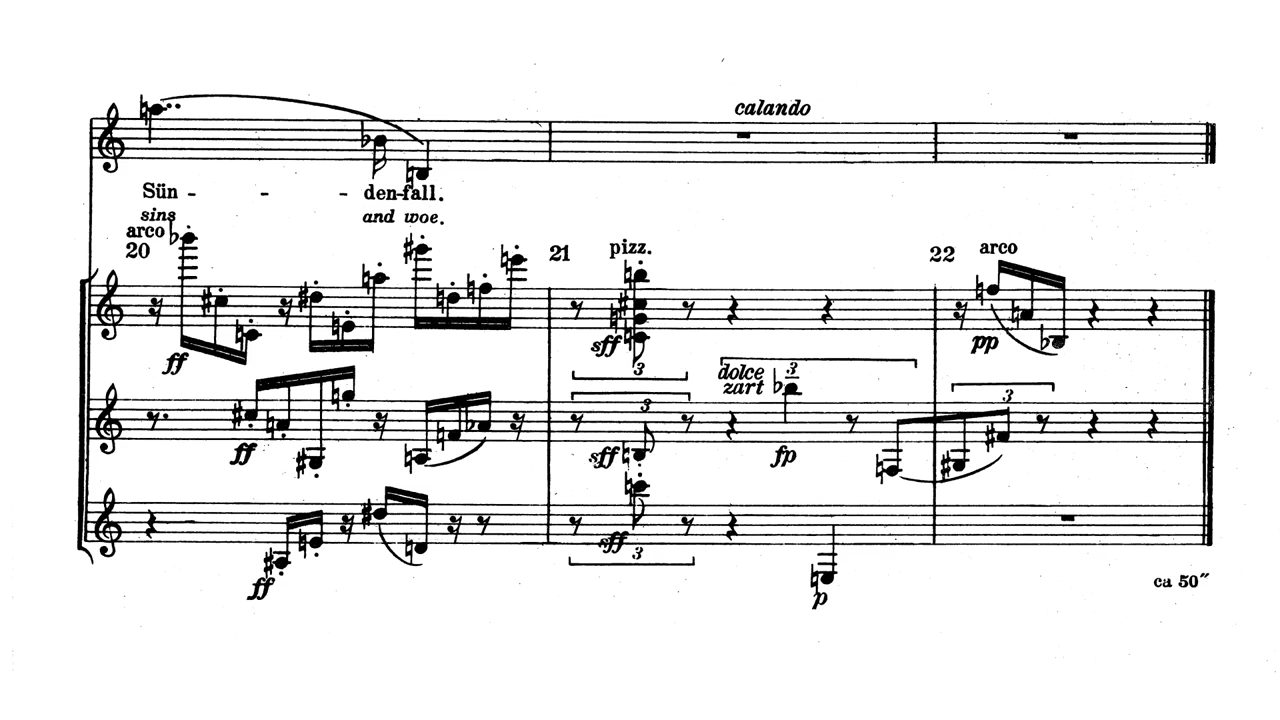 calando
Sün - - - den-fall.
sins and woe.
arco
20 21 pizz. 22 arco
ff sff pp
3
dolce 3
zart
3 3
ff sff fp
sff
3
ff p
ca 50″